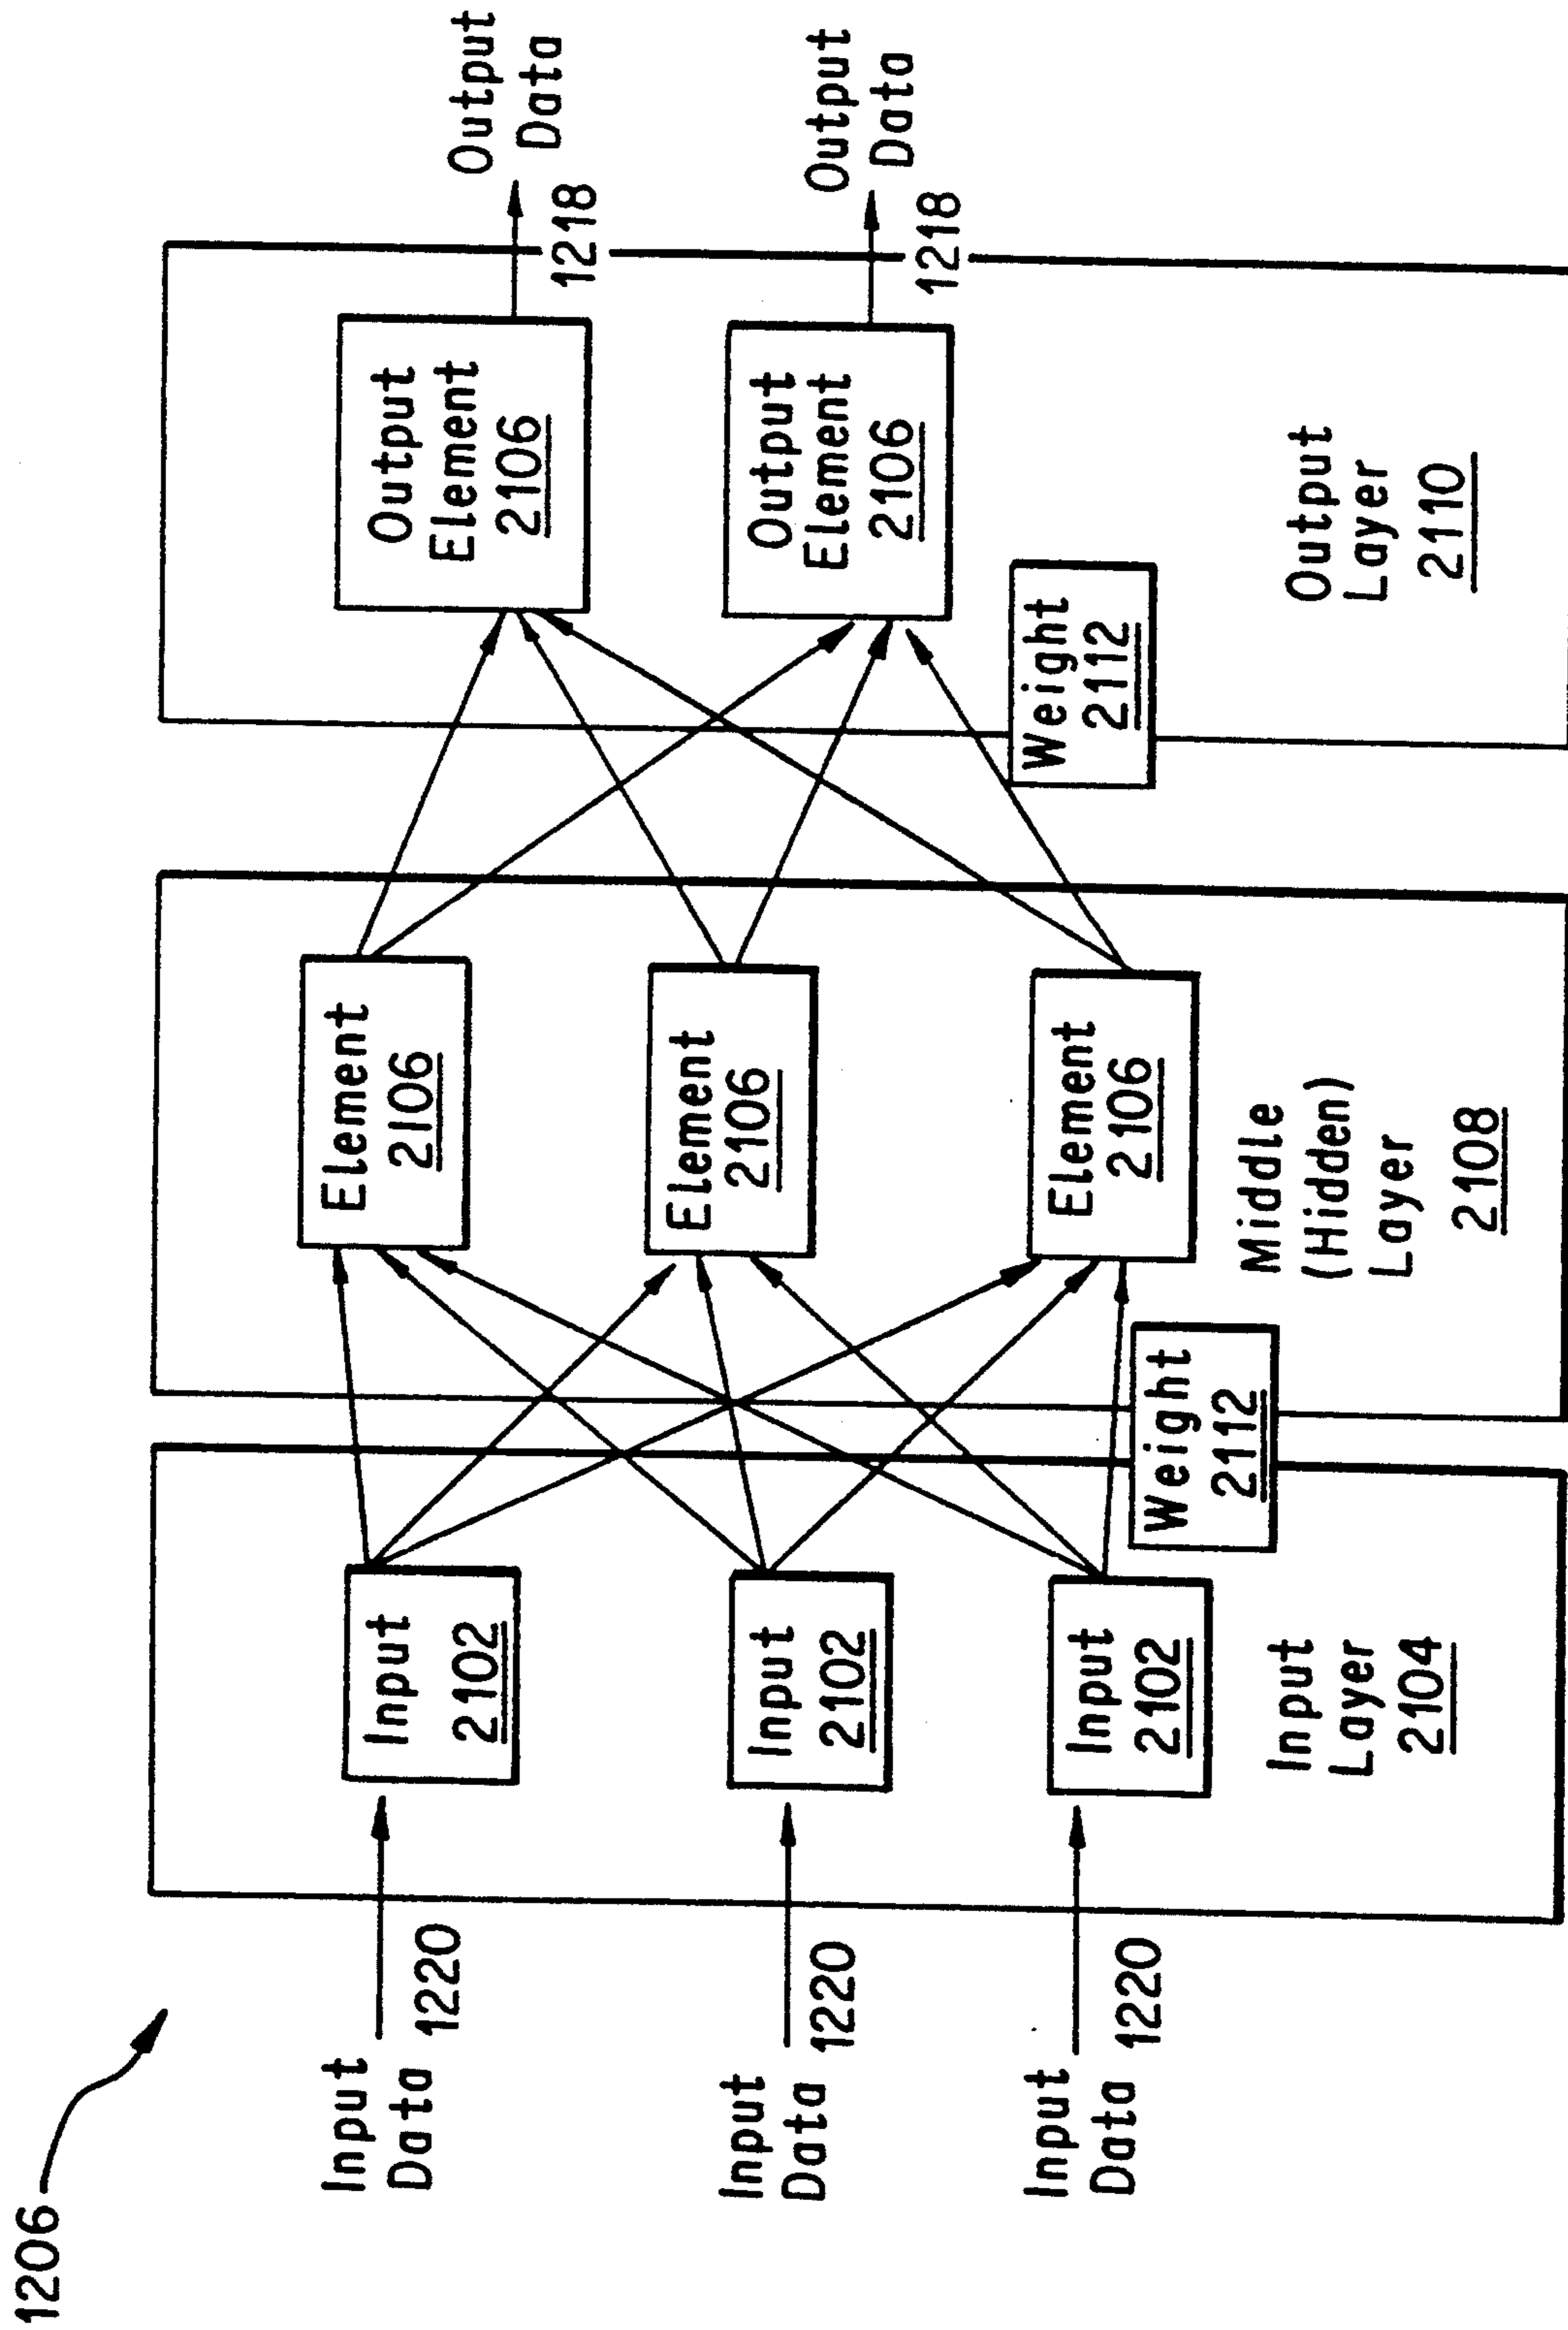 1206
Input
Data 1220
Input
Data 1220
Input
Data 1220
Input
2102
Input
2102
Input
2102
Input
Layer
2104
Weight
2112
Element
2106
Element
2106
Element
2106
Middle
(Hidden)
Layer
2108
Weight
2112
Output
Element
2106
Output
Element
2106
Output
Layer
2110
1218
Output
Data
1218
Output
Data